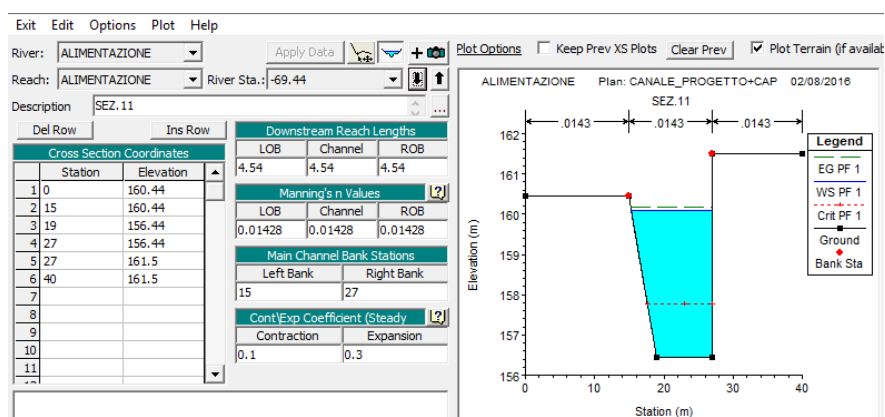 Exit Edit Options Plot Help
River: ALIMENTAZIONE Apply Data + Plot Options Keep Prev XS Plots Clear Prev Plot Terrain (if availab
Reach: ALIMENTAZIONE River Sta.: -69.44
Description SEZ.11 ...
Del Row Ins Row
Cross Section Coordinates
Station Elevation
1 0 160.44
2 15 160.44
3 19 156.44
4 27 156.44
5 27 161.5
6 40 161.5
7
8
9
10
11
Downstream Reach Lengths
LOB Channel ROB
4.54 4.54 4.54
Manning's n Values
LOB Channel ROB
0.01428 0.01428 0.01428
Main Channel Bank Stations
Left Bank Right Bank
15 27
Cont\Exp Coefficient (Steady
Contraction Expansion
0.1 0.3
ALIMENTAZIONE Plan: CANALE_PROGETTO+CAP 02/08/2016
SEZ.11
.0143 .0143 .0143
162
161
160
159
158
157
156
Elevation (m)
0 10 20 30 40
Station (m)
Legend
EG PF 1
WS PF 1
Crit PF 1
Ground
Bank Sta